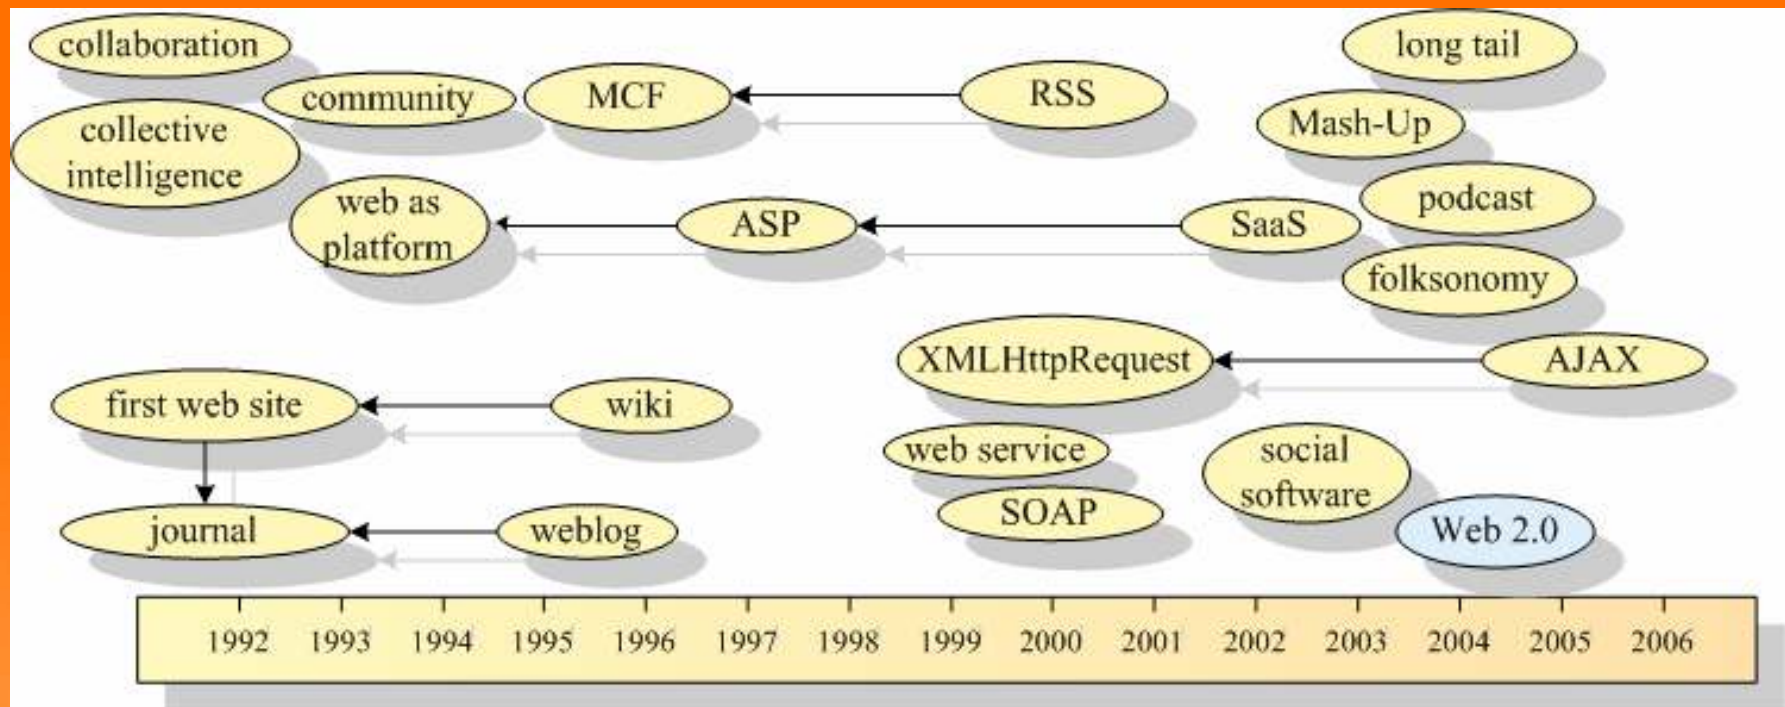 collaboration
community
collective
intelligence
MCF
RSS
long tail
Mash-Up
web as
platform
ASP
SaaS
podcast
folksonomy
XMLHttpRequest
AJAX
first web site
wiki
web service
social
software
SOAP
journal
weblog
Web 2.0
1992 1993 1994 1995 1996 1997 1998 1999 2000 2001 2002 2003 2004 2005 2006